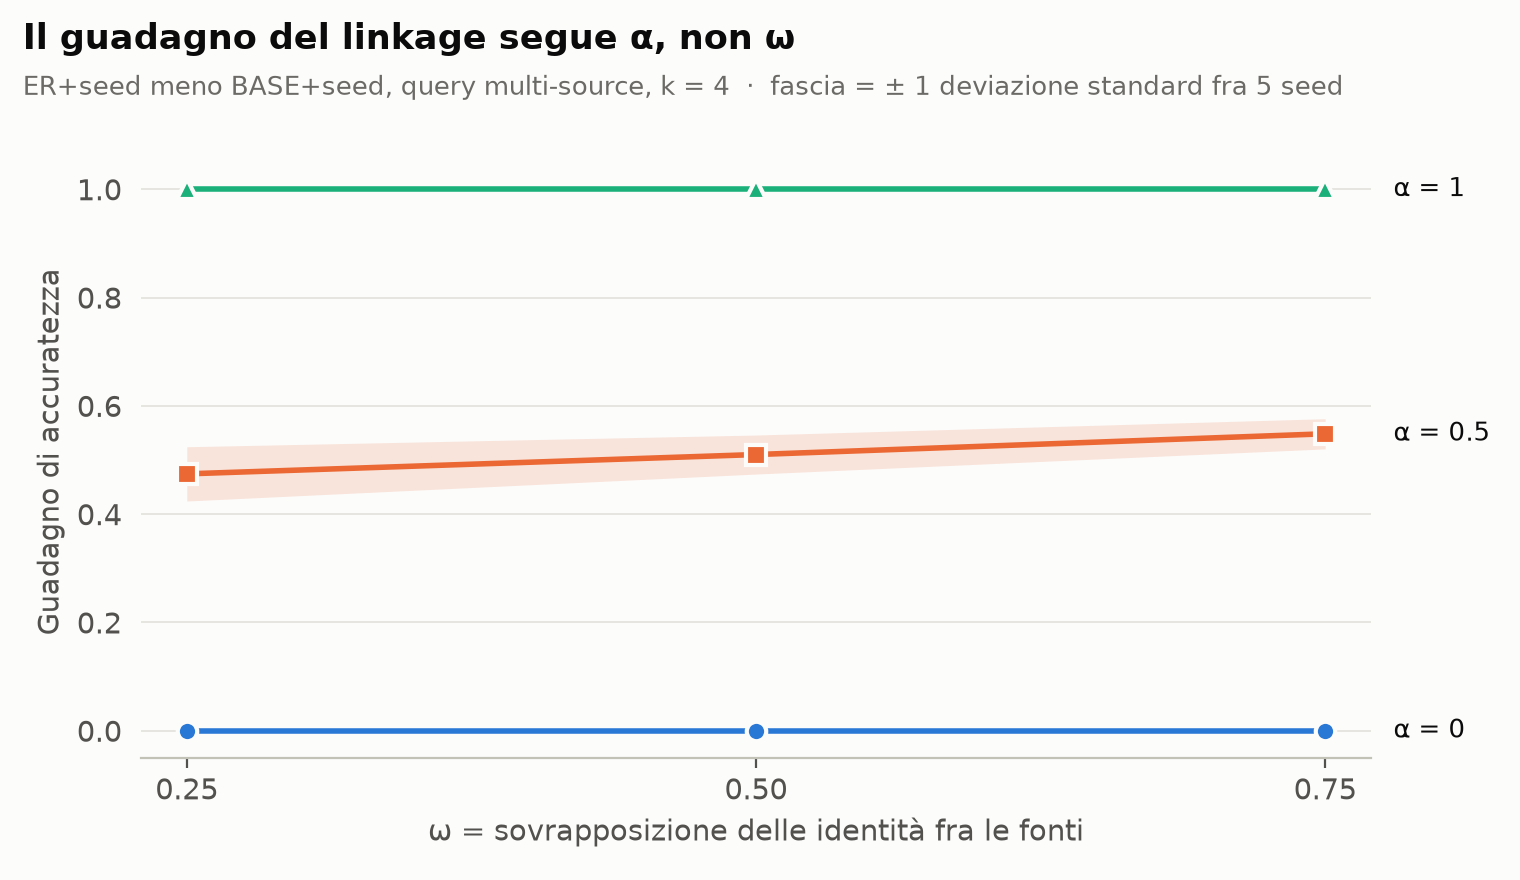 Il guadagno del linkage segue α, non ω
ER+seed meno BASE+seed, query multi-source, k = 4 · fascia = ± 1 deviazione standard fra 5 seed
Guadagno di accuratezza
1.0
0.8
0.6
0.4
0.2
0.0
α = 1
α = 0.5
α = 0
0.25
0.50
0.75
ω = sovrapposizione delle identità fra le fonti